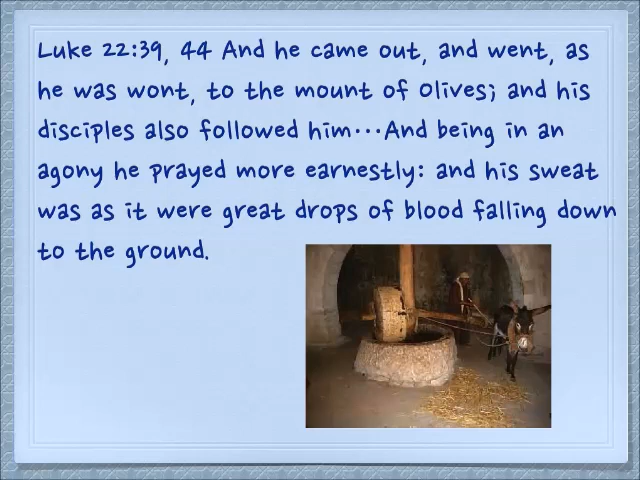 Luke 22:39, 44 And he came out, and went, as
he was wont, to the mount of Olives; and his
disciples also followed him…And being in an
agony he prayed more earnestly: and his sweat
was as it were great drops of blood falling down
to the ground.